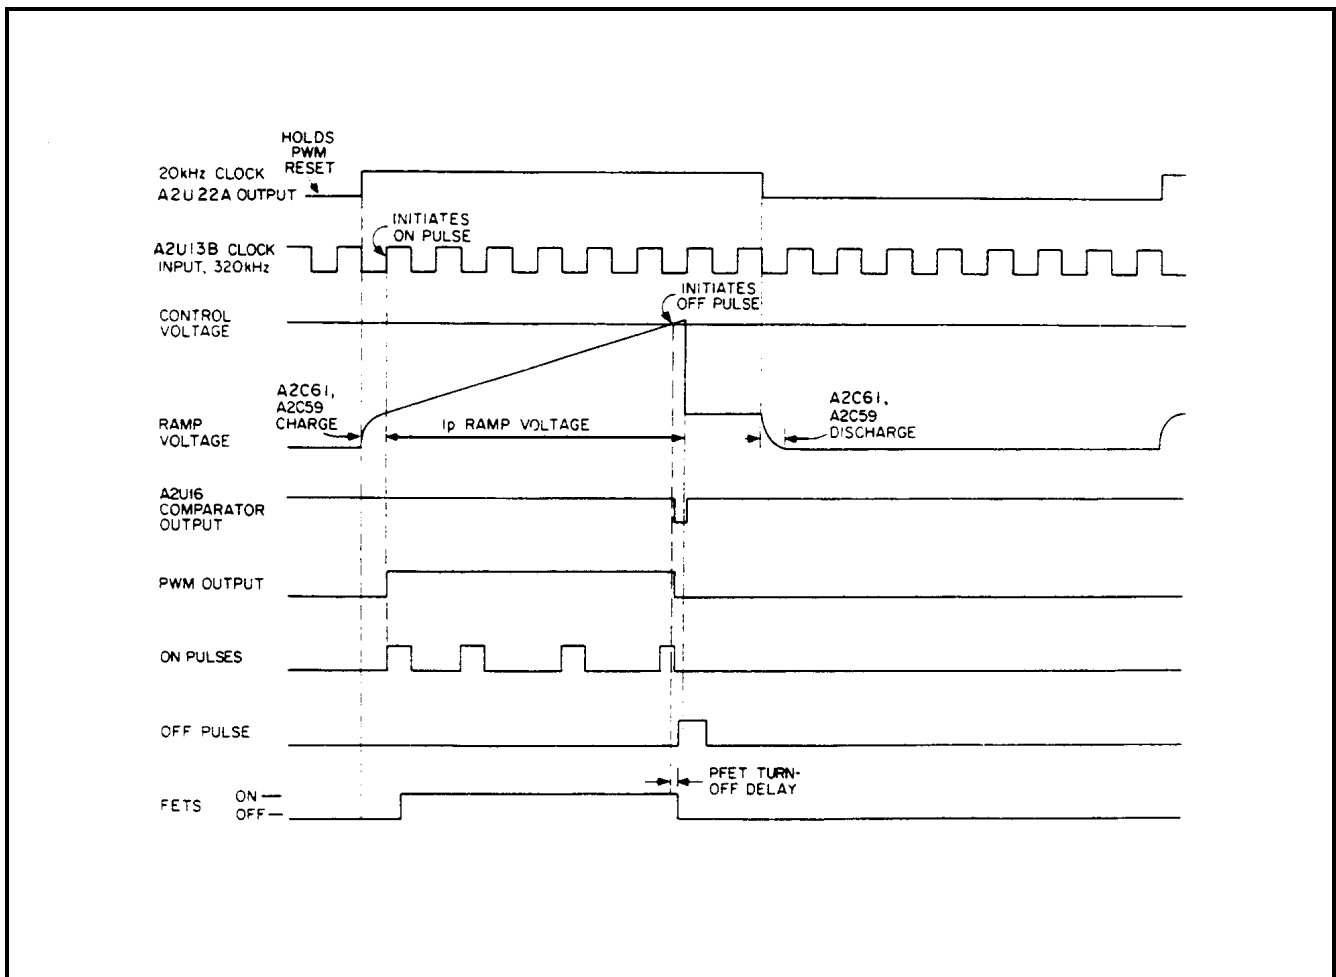 HOLDS
PWM
RESET
20kHz CLOCK
A2U22A OUTPUT
INITIATES
ON PULSE
A2U13B CLOCK
INPUT, 320kHz
INITIATES
OFF PULSE
CONTROL
VOLTAGE
A2C61,
A2C59
CHARGE
Ip RAMP VOLTAGE
A2C61,
A2C59
DISCHARGE
RAMP
VOLTAGE
A2U16
COMPARATOR
OUTPUT
PWM OUTPUT
ON PULSES
OFF PULSE
PFET TURN-
OFF DELAY
FETS
ON
OFF